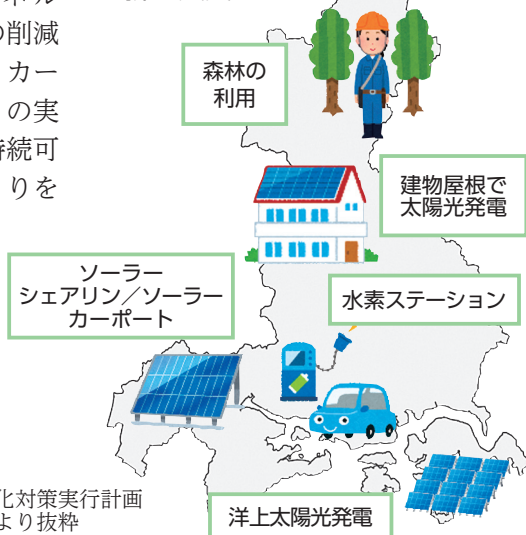 の削減
カー
の実
持続可
りを
森林の
利用
建物屋根で
太陽光発電
ソーラー
シェアリン／ソーラー
カーポート
水素ステーション
洋上太陽光発電
化対策実行計画
より抜粋